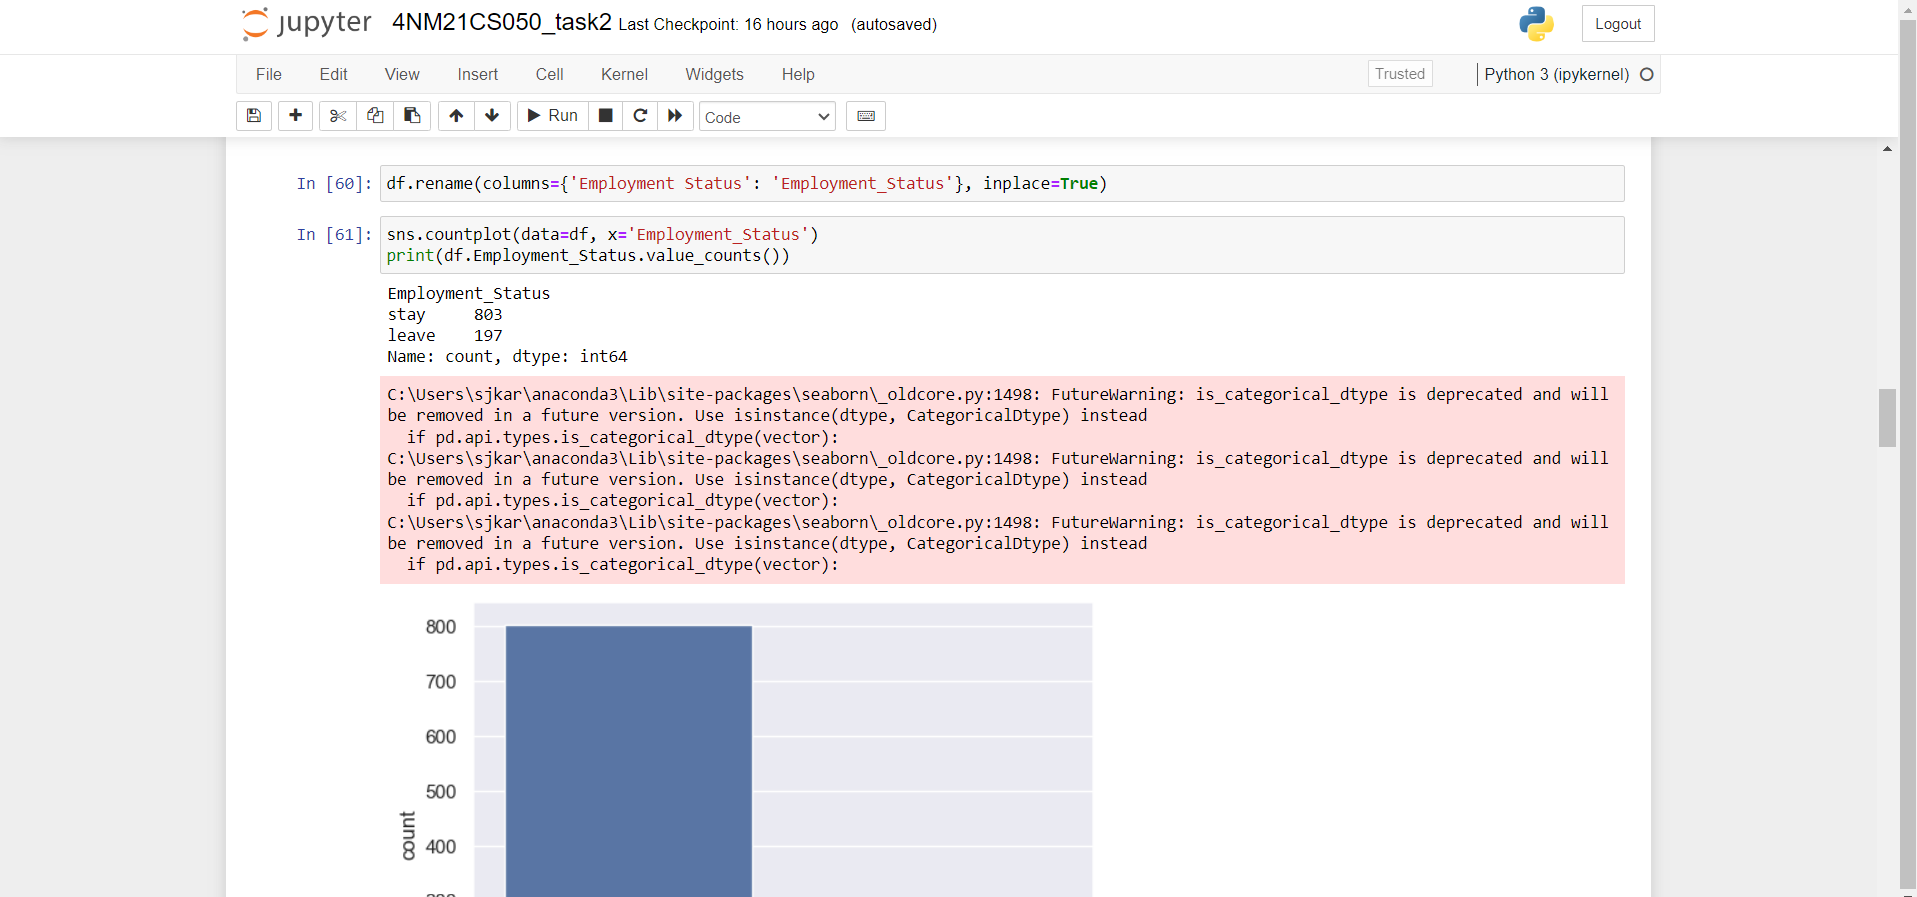 jupyter 4NM21CS050_task2 Last Checkpoint: 16 hours ago (autosaved) Logout
File Edit View Insert Cell Kernel Widgets Help Trusted Python 3 (ipykernel)
Run Code
In [60]: df.rename(columns={'Employment Status': 'Employment_Status'}, inplace=True)
In [61]: sns.countplot(data=df, x='Employment_Status')
print(df.Employment_Status.value_counts())
Employment_Status
stay     803
leave    197
Name: count, dtype: int64
C:\Users\sjkar\anaconda3\Lib\site-packages\seaborn\_oldcore.py:1498: FutureWarning: is_categorical_dtype is deprecated and will
be removed in a future version. Use isinstance(dtype, CategoricalDtype) instead
  if pd.api.types.is_categorical_dtype(vector):
C:\Users\sjkar\anaconda3\Lib\site-packages\seaborn\_oldcore.py:1498: FutureWarning: is_categorical_dtype is deprecated and will
be removed in a future version. Use isinstance(dtype, CategoricalDtype) instead
  if pd.api.types.is_categorical_dtype(vector):
C:\Users\sjkar\anaconda3\Lib\site-packages\seaborn\_oldcore.py:1498: FutureWarning: is_categorical_dtype is deprecated and will
be removed in a future version. Use isinstance(dtype, CategoricalDtype) instead
  if pd.api.types.is_categorical_dtype(vector):
800
700
600
500
400
count